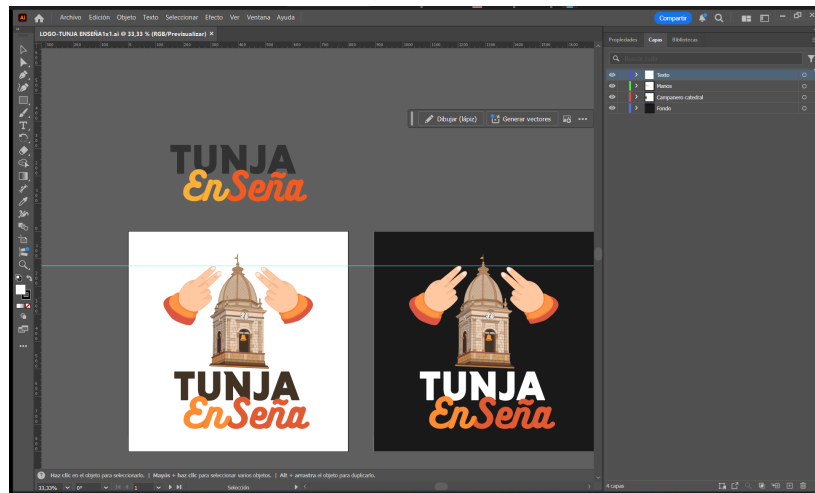 Ai Archivo Edición Objeto Texto Seleccionar Efecto Ver Ventana Ayuda Compartir
LOGO-TUNJA ENSEÑA1x1.ai @ 33,33 % (RGB/Previsualizar) ×
Propiedades Capas Bibliotecas
Texto
Manos
Campanero catedral
Fondo
Dibujar (lápiz) Generar vectores
TUNJA
EnSeña
TUNJA
EnSeña
TUNJA
EnSeña
Haz clic en el objeto para seleccionarlo. | Mayús + haz clic para seleccionar varios objetos. | Alt + arrastra el objeto para duplicarlo.
33,33% 0° 1 Selección
4 capas